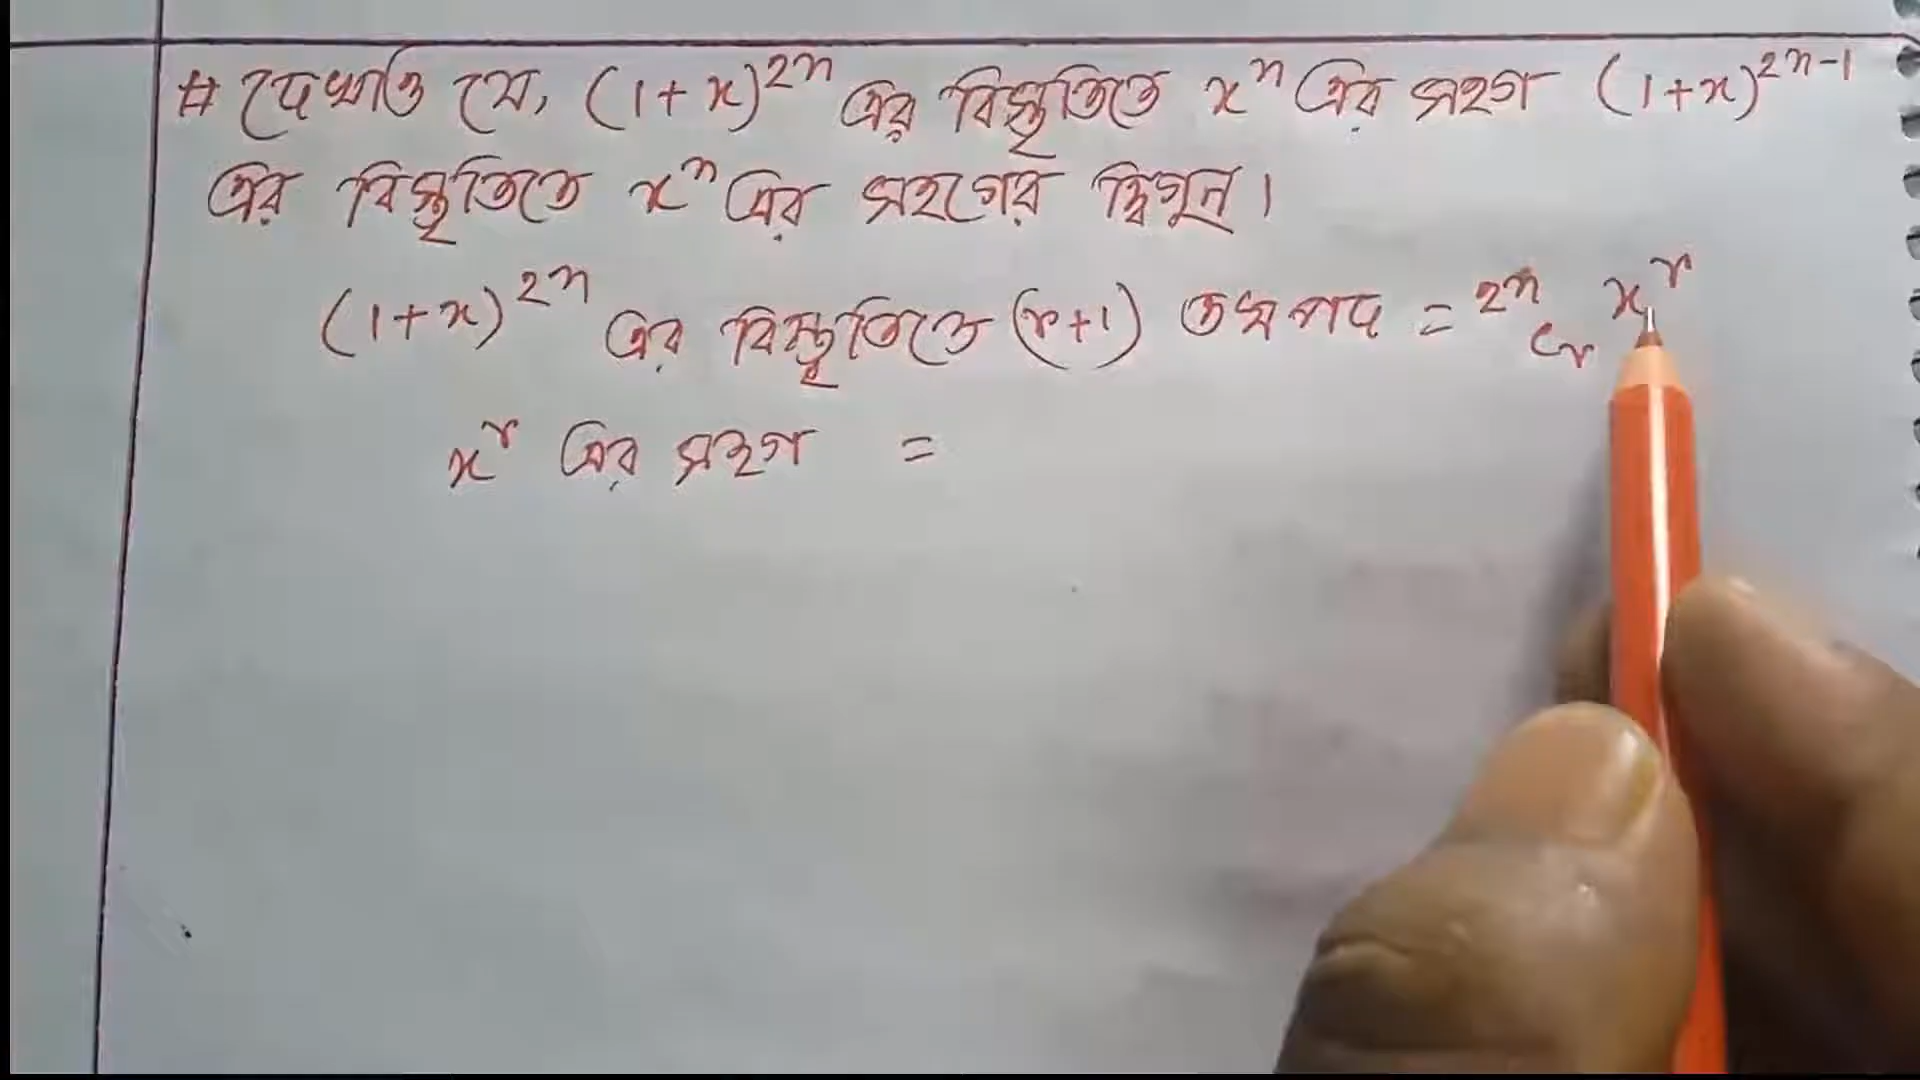 # দেখাও যে, (1+x)^{2n} এর বিস্তৃতিতে x^n এর সহগ (1+x)^{2n-1}
এর বিস্তৃতিতে x^n এর সহগের দ্বিগুন।
(1+x)^{2n} এর বিস্তৃতিতে (r+1) তম পদ = ^{2n}C_r x^r
x^r এর সহগ =